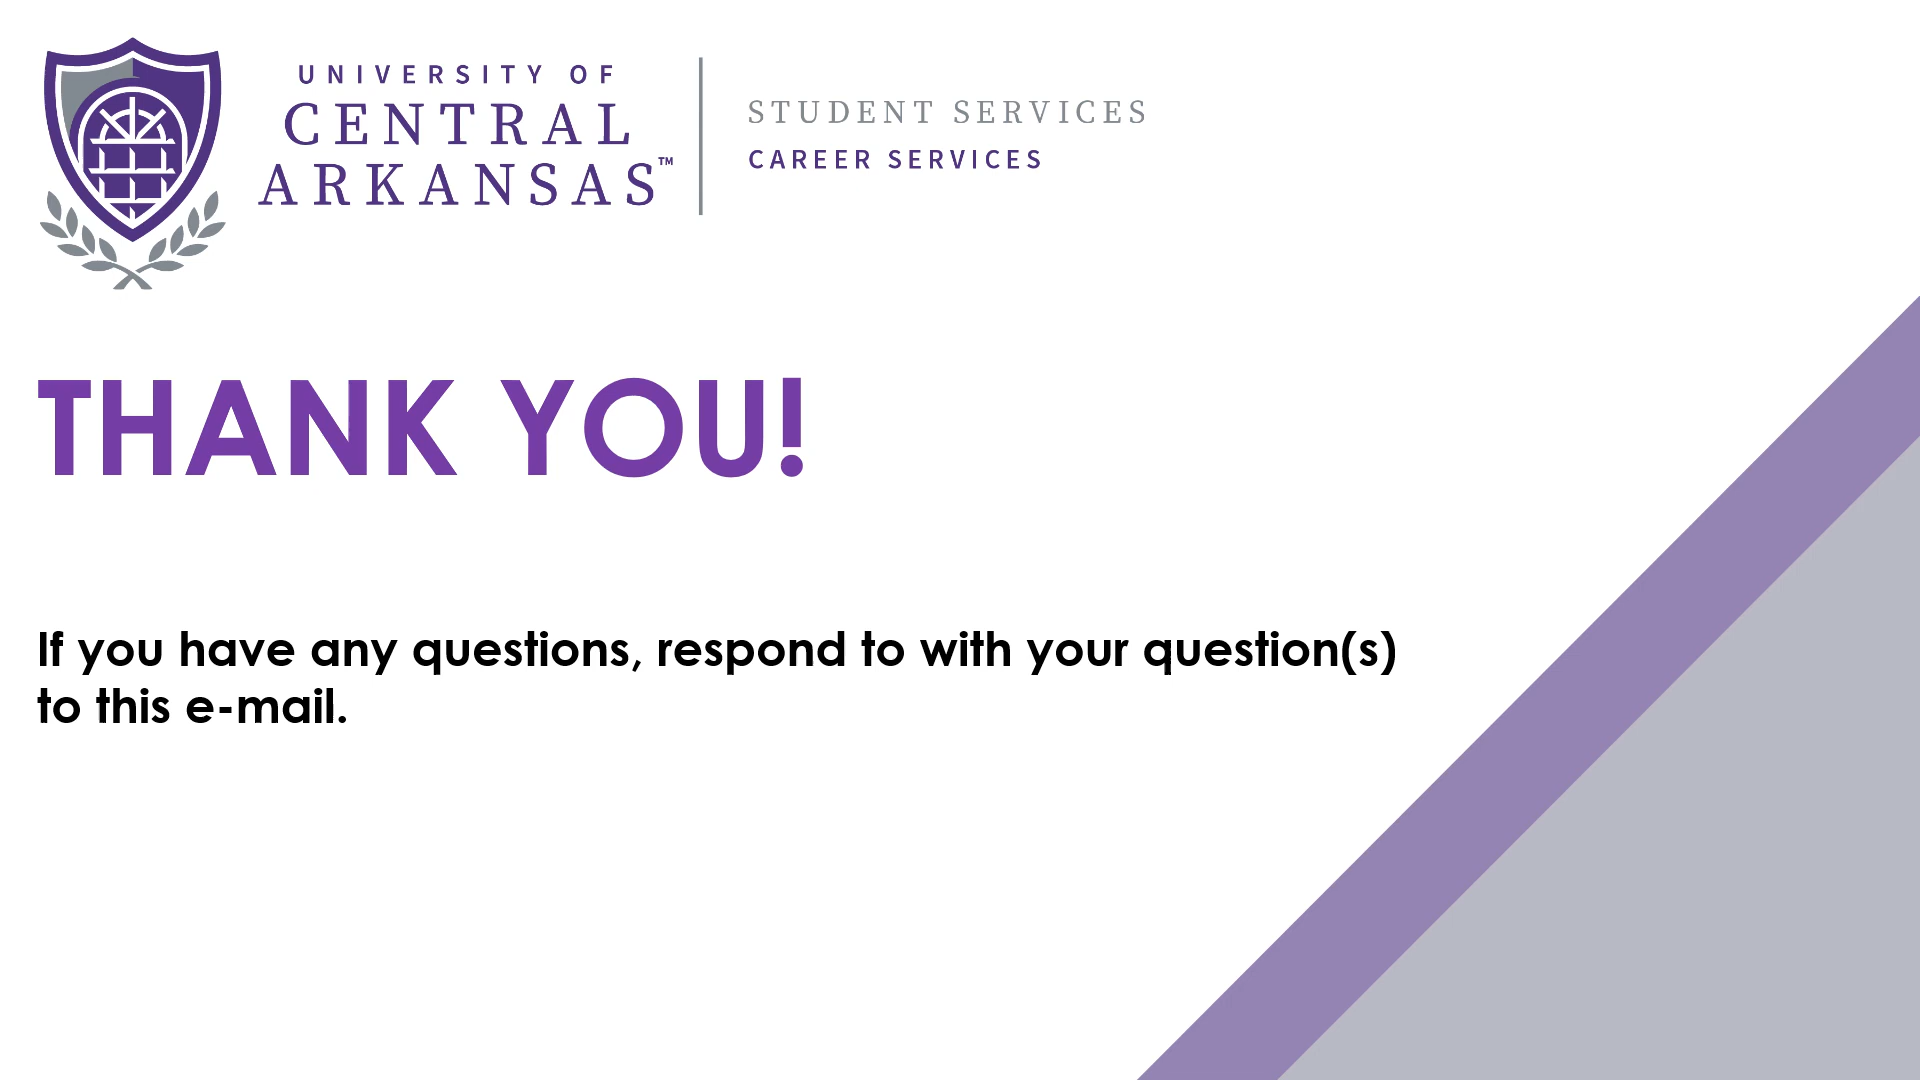 UNIVERSITY OF
CENTRAL
ARKANSAS™
STUDENT SERVICES
CAREER SERVICES
THANK YOU!
If you have any questions, respond to with your question(s)
to this e-mail.